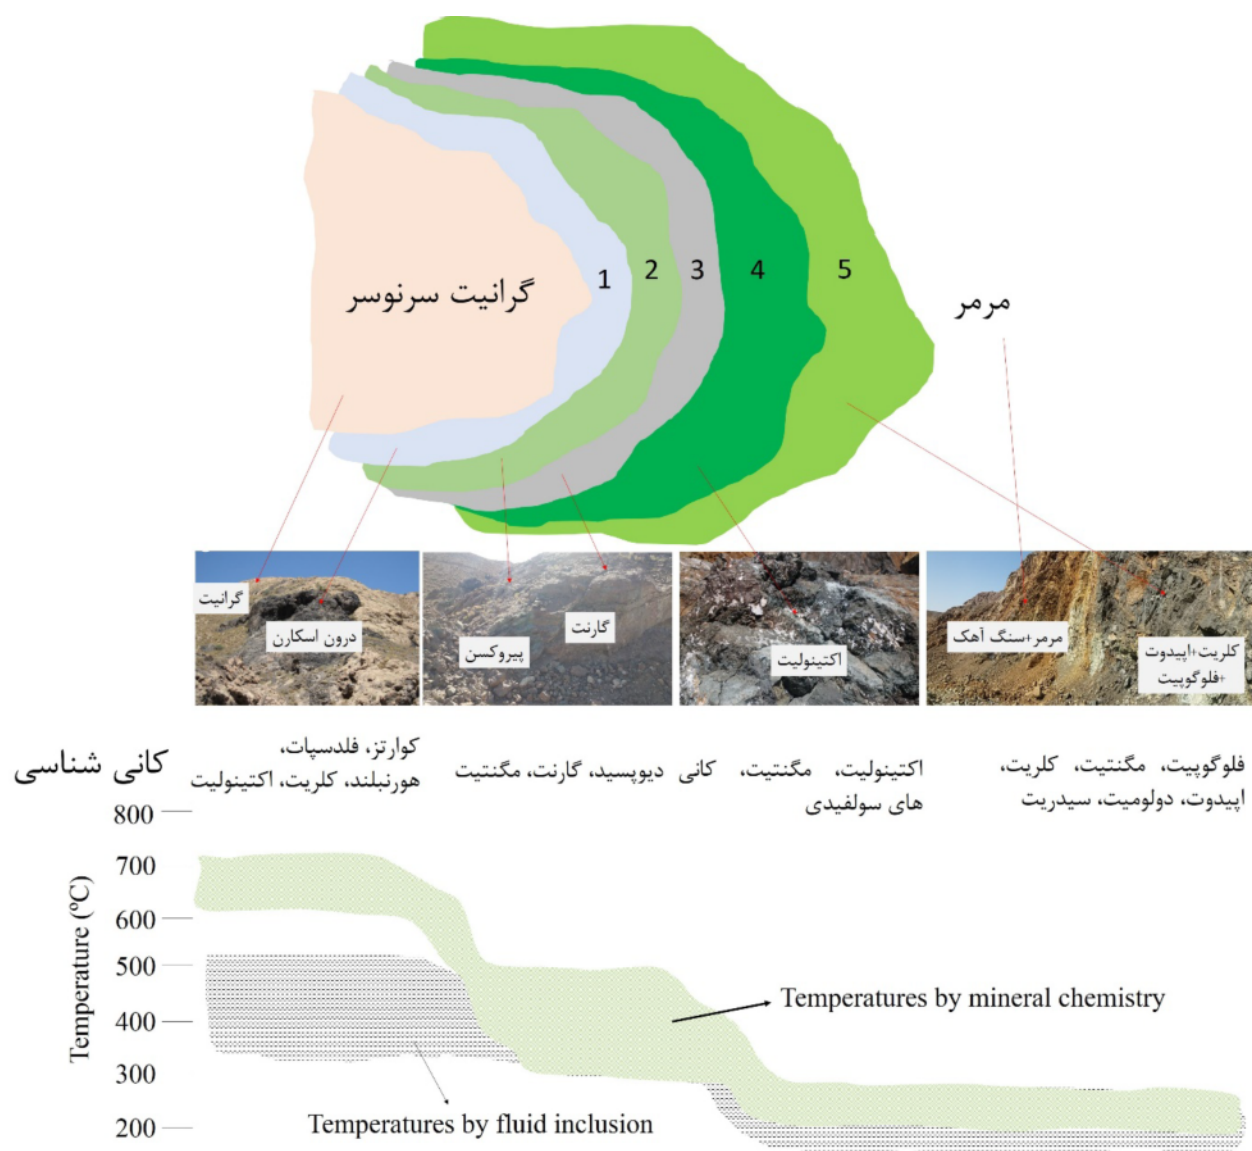 گرانیت سرنوسر
1
2
3
4
5
مرمر
گرانیت
درون اسکارن
پیروکسن
گارنت
اکتینولیت
مرمر+سنگ آهک
کلریت+اپیدوت
+فلوگوپیت
کانی شناسی
کوارتز، فلدسپات،
هورنبلند، کلریت، اکتینولیت
دیوپسید، گارنت، مگنتیت
اکتینولیت، مگنتیت، کانی
های سولفیدی
فلوگوپیت، مگنتیت، کلریت،
اپیدوت، دولومیت، سیدریت
Temperature (ºC)
800
700
600
500
400
300
200
Temperatures by mineral chemistry
Temperatures by fluid inclusion